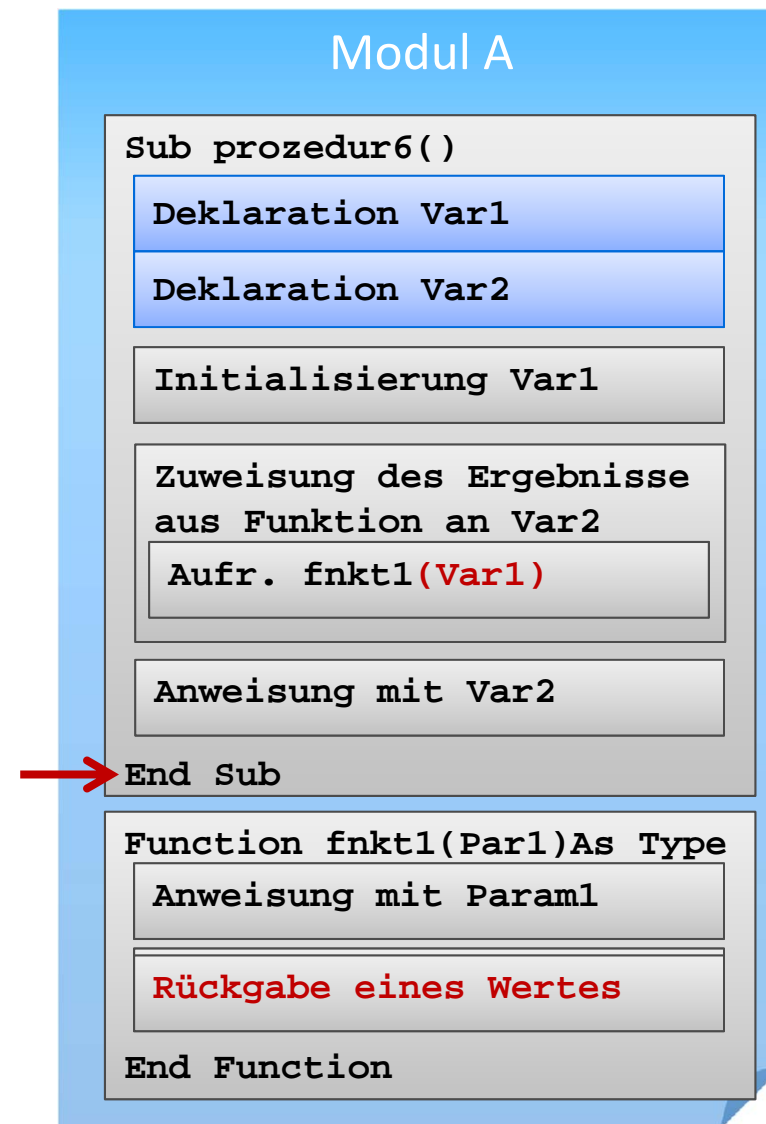 Modul A
Sub prozedur6()
Deklaration Var1
Deklaration Var2
Initialisierung Var1
Zuweisung des Ergebnisse
aus Funktion an Var2
Aufr. fnkt1(Var1)
Anweisung mit Var2
End Sub
Function fnkt1(Par1)As Type
Anweisung mit Param1
Rückgabe eines Wertes
End Function